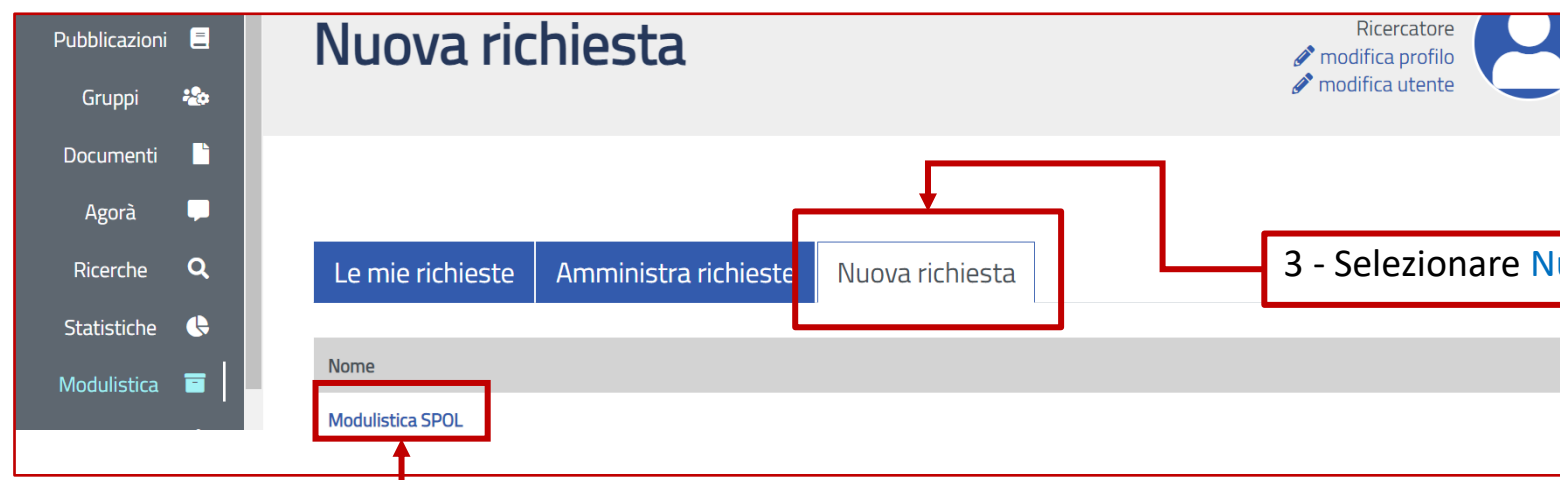 Pubblicazioni
Gruppi
Documenti
Agorà
Ricerche
Statistiche
Modulistica
Nuova richiesta
Ricercatore
modifica profilo
modifica utente
Le mie richieste Amministra richieste Nuova richiesta
3 - Selezionare
Nome
Modulistica SPOL